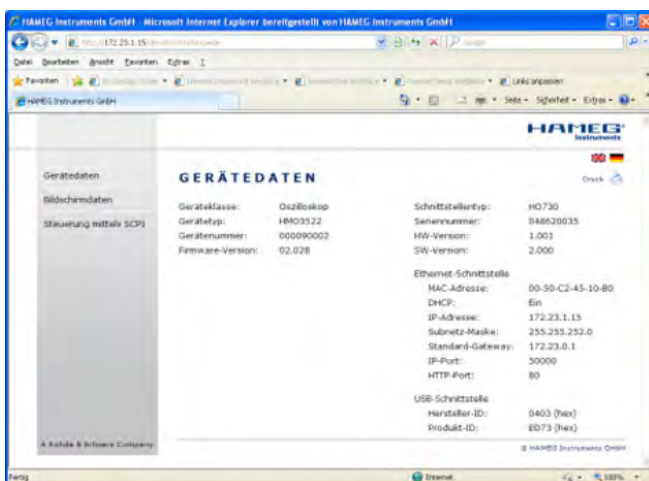 HAMEG Instruments GmbH - Microsoft Internet Explorer bereitgestellt von HAMEG Instruments GmbH
172.23.1.15
Datei Bearbeiten Ansicht Favoriten Extras ?
Favoriten Links anpassen
HAMEG Instruments GmbH
Seite Sicherheit Extras
HAMEG
Instruments
Druck
Gerätedaten
Bildschirmdaten
Steuerung mittels SCPI
GERÄTEDATEN
Geräteklasse: Oszilloskop
Gerätetyp: HMO3522
Gerätenummer: 000090002
Firmware-Version: 02.028
Schnittstellentyp: HO730
Seriennummer: 048620035
HW-Version: 1.001
SW-Version: 2.000
Ethernet-Schnittstelle
MAC-Adresse: 00-50-C2-45-10-80
DHCP: Ein
IP-Adresse: 172.23.1.15
Subnetz-Maske: 255.255.252.0
Standard-Gateway: 172.23.0.1
IP-Port: 50000
HTTP-Port: 80
USB-Schnittstelle
Hersteller-ID: 0403 (hex)
Produkt-ID: ED73 (hex)
A Rohde & Schwarz Company
© HAMEG Instruments GmbH
Fertig
Internet
100%